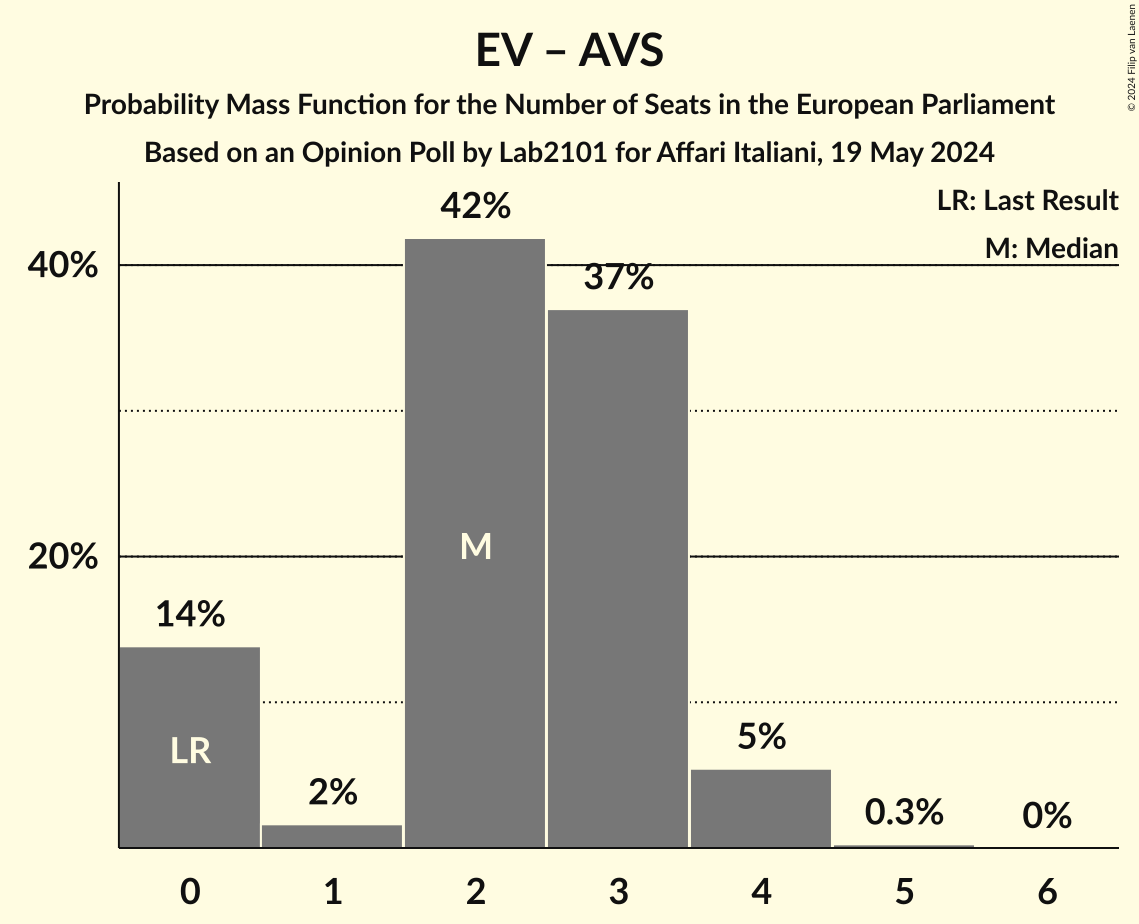 EV – AVS
Probability Mass Function for the Number of Seats in the European Parliament
Based on an Opinion Poll by Lab2101 for Affari Italiani, 19 May 2024
© 2024 Filip van Laenen
LR: Last Result
M: Median
42%
40%
37%
M
20%
14%
LR
2%
5%
0.3%
0%
0 1 2 3 4 5 6